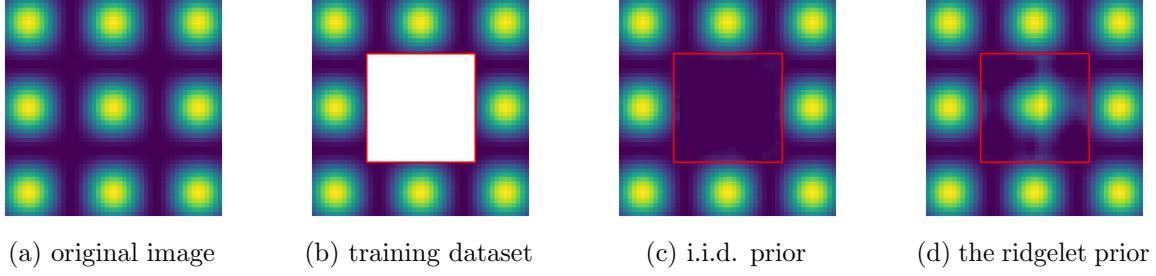 (a) original image
(b) training dataset
(c) i.i.d. prior
(d) the ridgelet prior